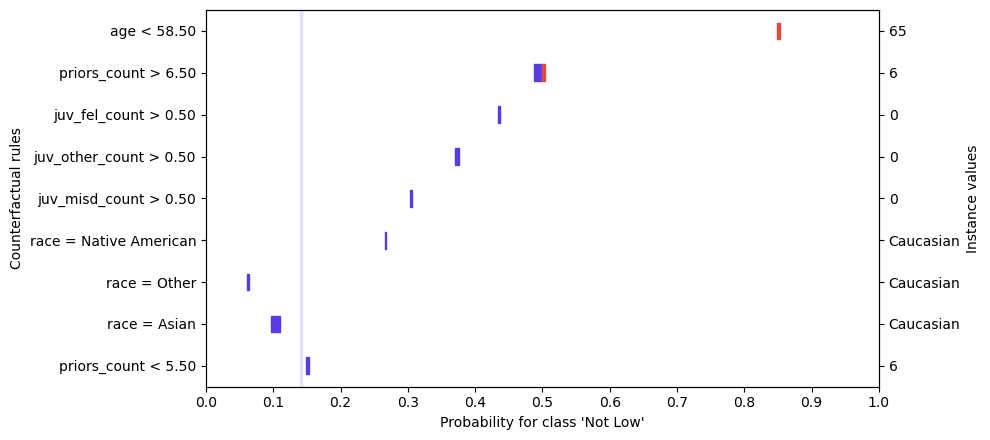 Counterfactual rules
age < 58.50
65
priors_count > 6.50
6
juv_fel_count > 0.50
0
juv_other_count > 0.50
0
juv_misd_count > 0.50
0
race = Native American
Caucasian
race = Other
Caucasian
race = Asian
Caucasian
priors_count < 5.50
6
Instance values
0.0 0.1 0.2 0.3 0.4 0.5 0.6 0.7 0.8 0.9 1.0
Probability for class 'Not Low'